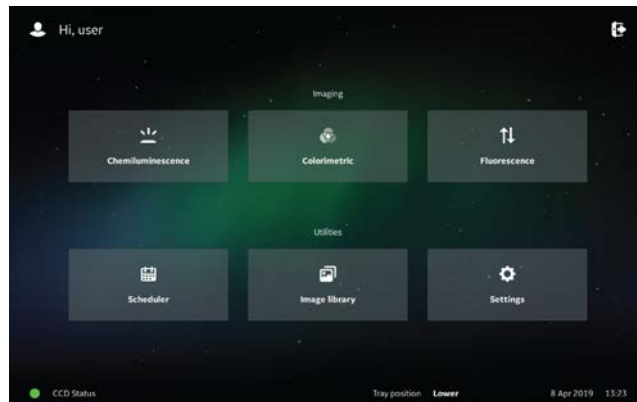 Hi, user
Imaging
Chemiluminescence
Colorimetric
Fluorescence
Utilities
Scheduler
Image library
Settings
CCD Status
Tray position Lower
8 Apr 2019 13:23